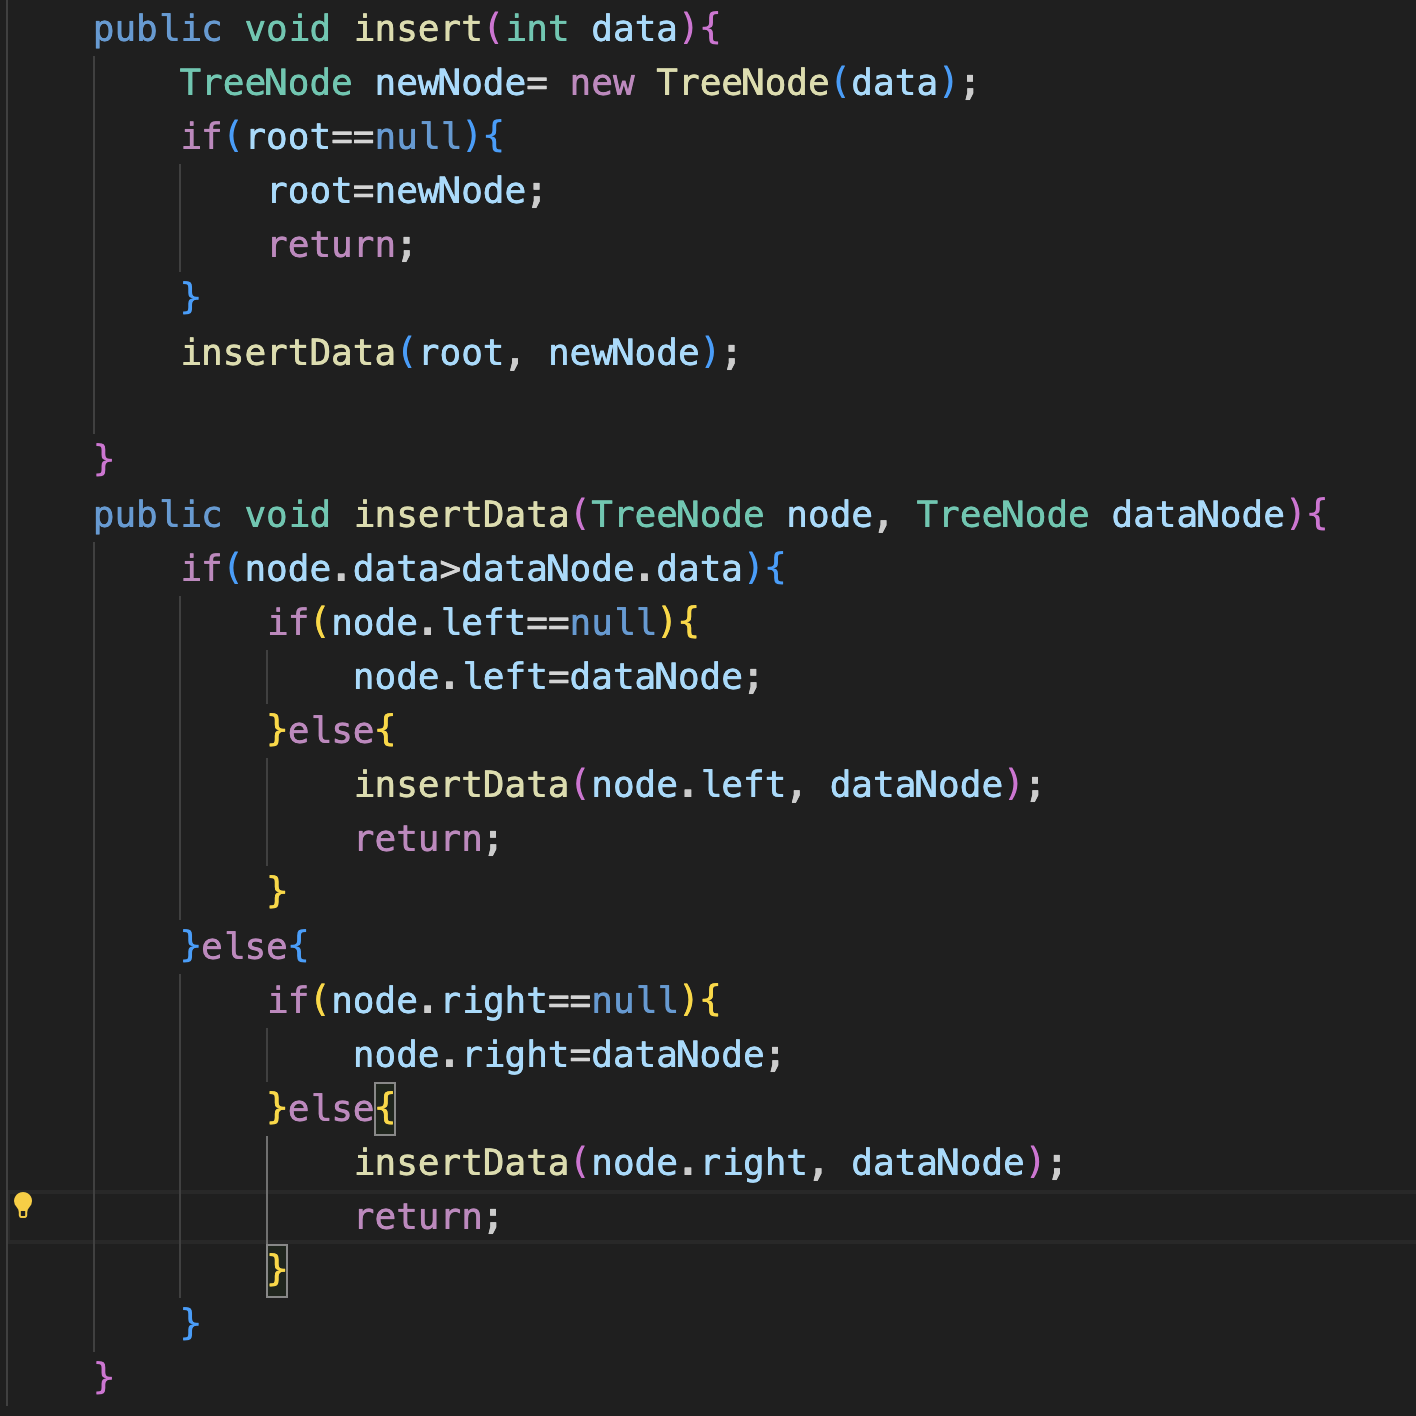 public void insert(int data){
TreeNode newNode= new TreeNode(data);
if(root==null){
root=newNode;
return;
}
insertData(root, newNode);
}
public void insertData(TreeNode node, TreeNode dataNode){
if(node.data>dataNode.data){
if(node.left==null){
node.left=dataNode;
}else{
insertData(node.left, dataNode);
return;
}
}else{
if(node.right==null){
node.right=dataNode;
}else{
insertData(node.right, dataNode);
return;
}
}
}